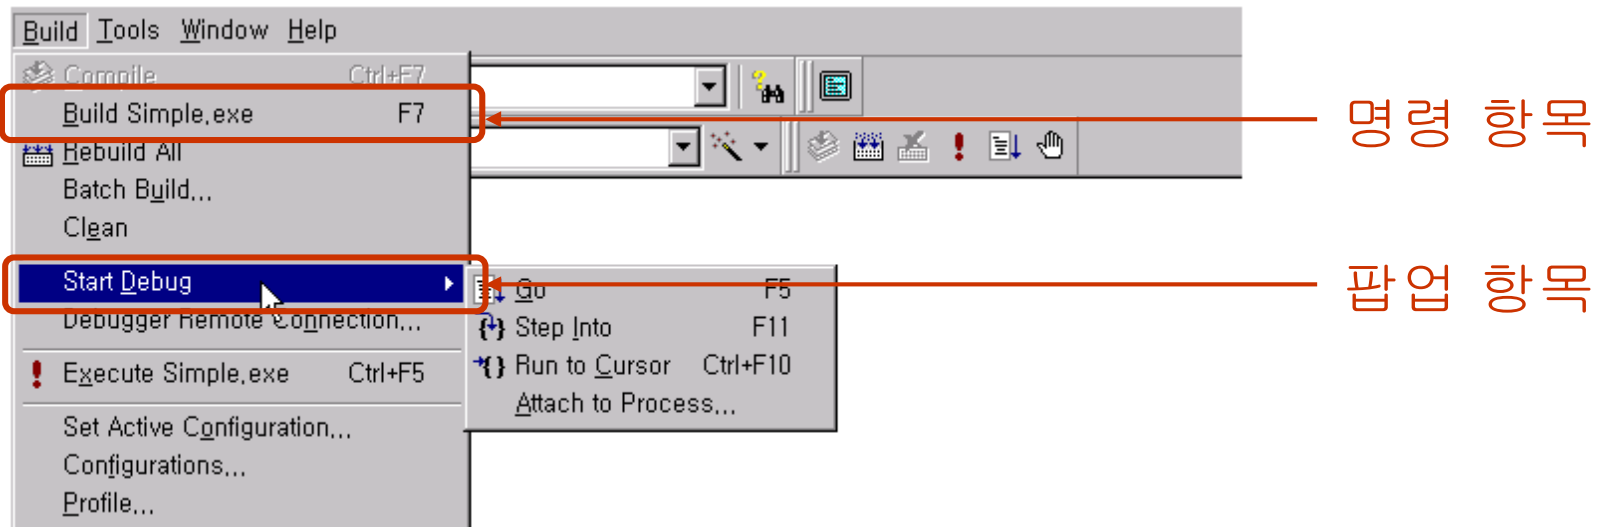 Build Tools Window Help
Compile Ctrl+F7
Build Simple.exe F7
명령 항목
Rebuild All
Batch Build...
Clean
Start Debug
팝업 항목
Go F5
Debugger Remote Connection...
Step Into F11
Execute Simple.exe Ctrl+F5
Run to Cursor Ctrl+F10
Attach to Process...
Set Active Configuration...
Configurations...
Profile...